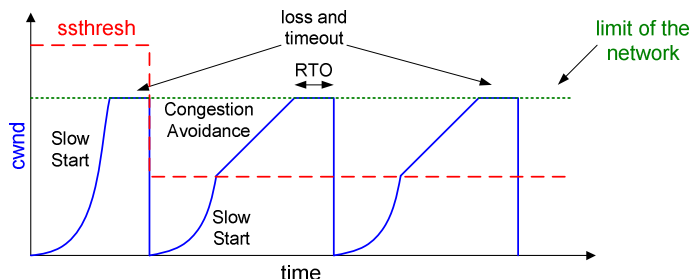 ssthresh
loss and
timeout
limit of the
network
RTO
Congestion
Avoidance
Slow
Start
cwnd
Slow
Start
time